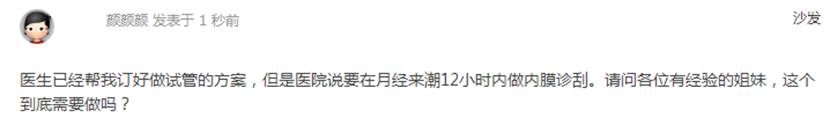 颜颜颜 发表于 1 秒前
沙发
医生已经帮我订好做试管的方案，但是医院说要在月经来潮12小时内做内膜诊刮。请问各位有经验的姐妹，这个
到底需要做吗？